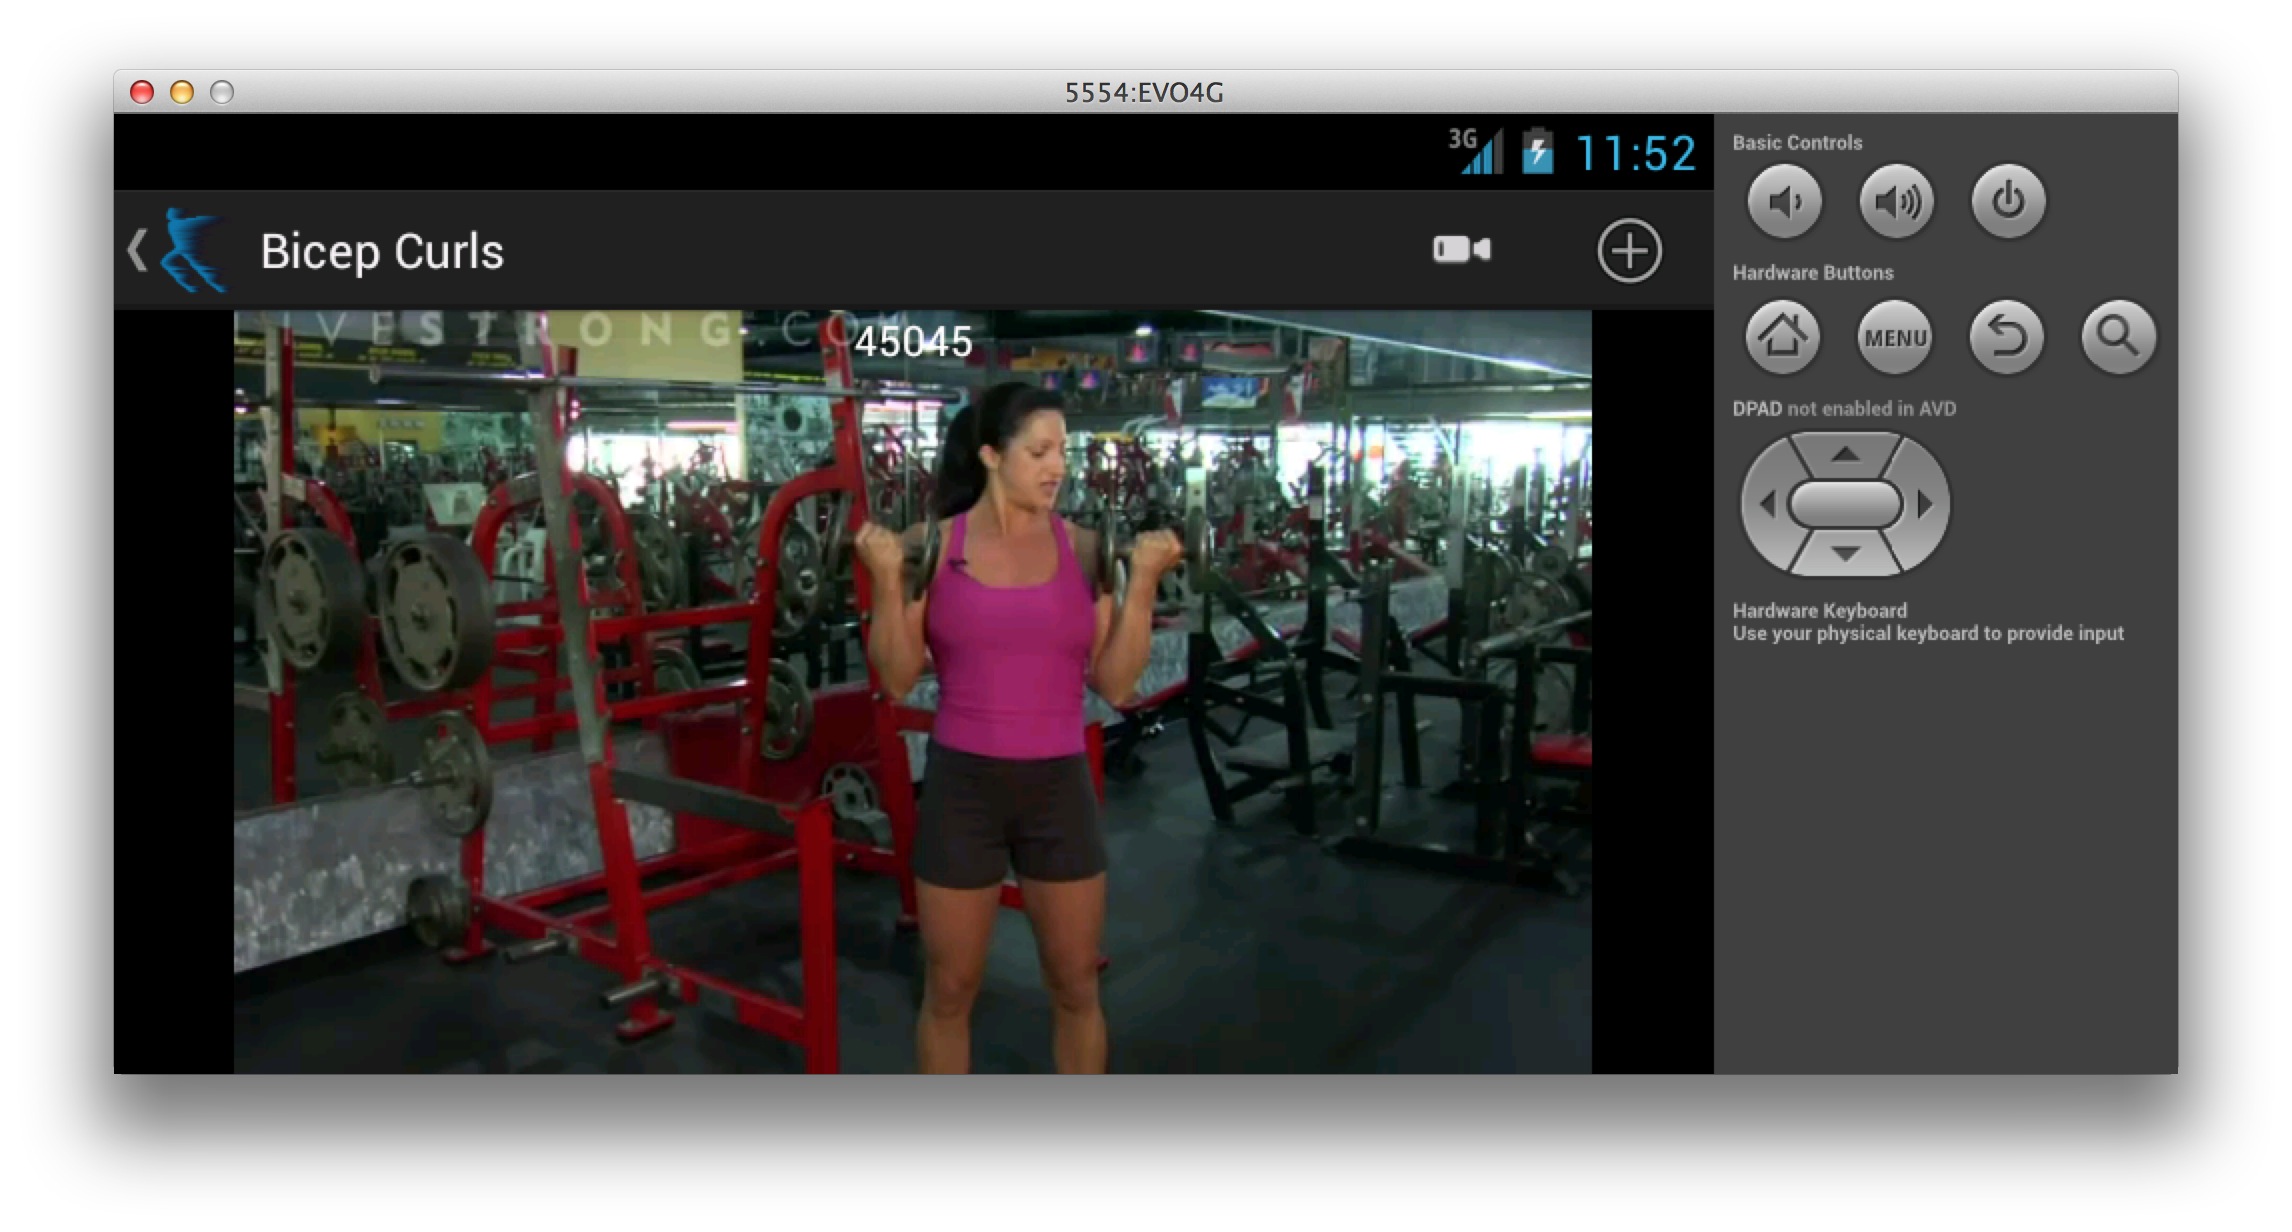 5554:EVO4G
3G 11:52
Bicep Curls
LIVESTRONG.COM
45045
Basic Controls
Hardware Buttons
MENU
DPAD not enabled in AVD
Hardware Keyboard
Use your physical keyboard to provide input